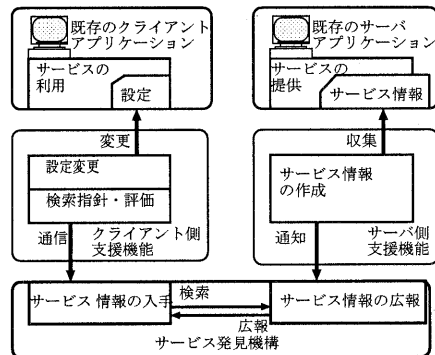 既存のクライアント
アプリケーション
サービスの
利用
設定
既存のサーバ
アプリケーション
サービスの
提供
サービス情報
変更
収集
設定変更
検索指針・評価
サービス情報
の作成
通信
クライアント側
支援機能
通知
サーバ側
支援機能
サービス 情報の入手
検索
広報
サービス情報の広報
サービス発見機構